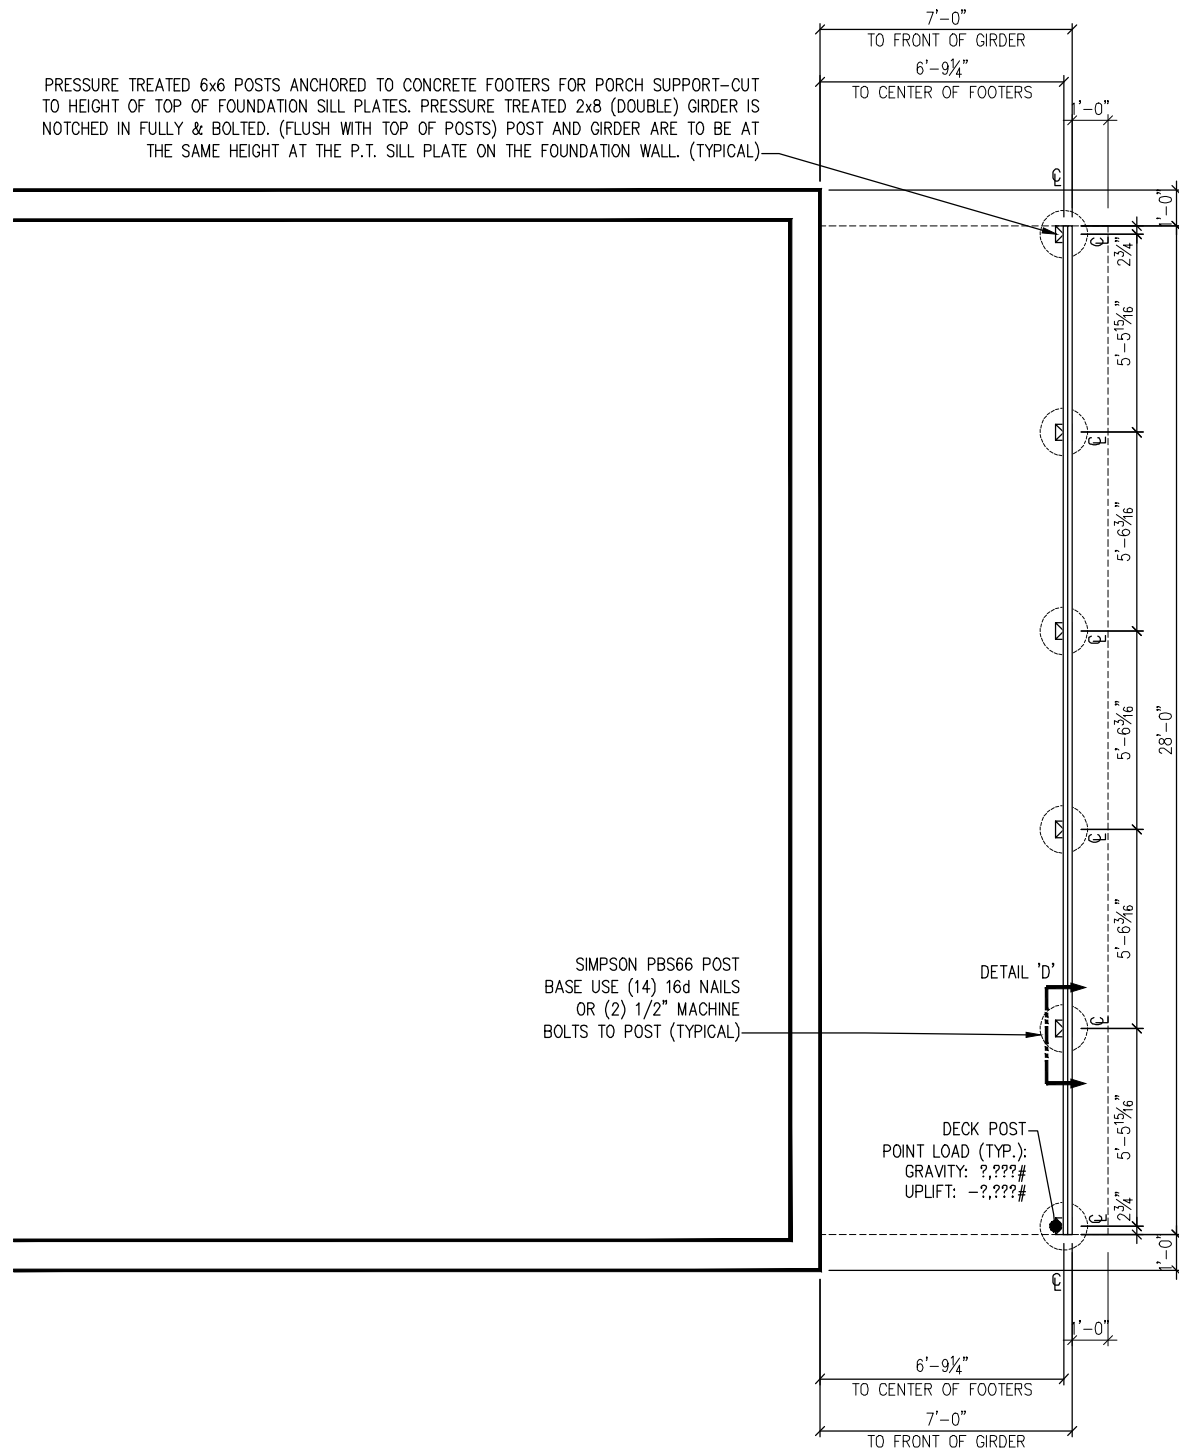 7'-0"
TO FRONT OF GIRDER
6'-9¼"
TO CENTER OF FOOTERS
1'-0"
PRESSURE TREATED 6x6 POSTS ANCHORED TO CONCRETE FOOTERS FOR PORCH SUPPORT-CUT
TO HEIGHT OF TOP OF FOUNDATION SILL PLATES. PRESSURE TREATED 2x8 (DOUBLE) GIRDER IS
NOTCHED IN FULLY & BOLTED. (FLUSH WITH TOP OF POSTS) POST AND GIRDER ARE TO BE AT
THE SAME HEIGHT AT THE P.T. SILL PLATE ON THE FOUNDATION WALL. (TYPICAL)
℄
1'-0"
℄
2¾"
5'-5 15/16"
℄
5'-6 3/16"
℄
5'-6 3/16"
28'-0"
℄
5'-6 3/16"
SIMPSON PBS66 POST
BASE USE (14) 16d NAILS
OR (2) 1/2" MACHINE
BOLTS TO POST (TYPICAL)
DETAIL 'D'
℄
5'-5 15/16"
DECK POST
POINT LOAD (TYP.):
GRAVITY: ?,???#
UPLIFT: -?,???#
2¾"
℄
1'-0"
℄
1'-0"
6'-9¼"
TO CENTER OF FOOTERS
7'-0"
TO FRONT OF GIRDER